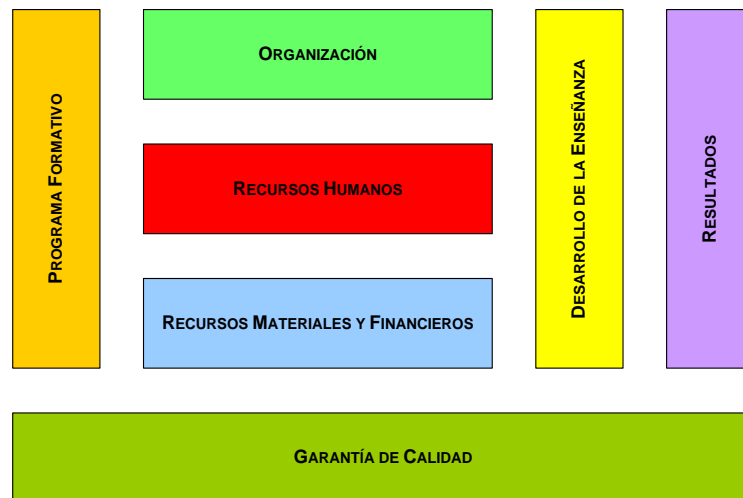 PROGRAMA FORMATIVO
ORGANIZACIÓN
RECURSOS HUMANOS
RECURSOS MATERIALES Y FINANCIEROS
DESARROLLO DE LA ENSEÑANZA
RESULTADOS
GARANTÍA DE CALIDAD